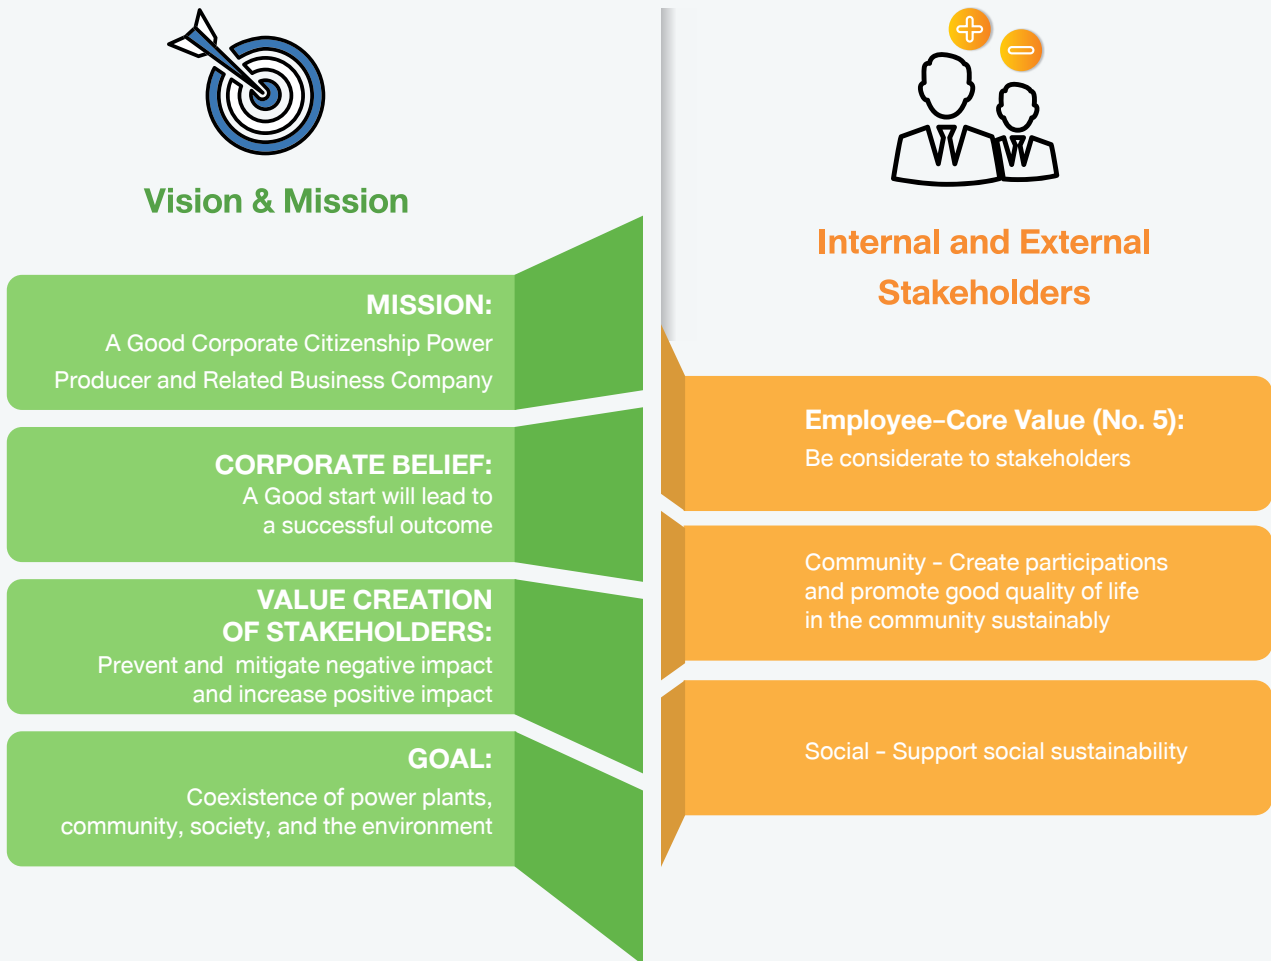 Vision & Mission
MISSION:
A Good Corporate Citizenship Power
Producer and Related Business Company
CORPORATE BELIEF:
A Good start will lead to
a successful outcome
VALUE CREATION
OF STAKEHOLDERS:
Prevent and mitigate negative impact
and increase positive impact
GOAL:
Coexistence of power plants,
community, society, and the environment
Internal and External
Stakeholders
Employee-Core Value (No. 5):
Be considerate to stakeholders
Community - Create participations
and promote good quality of life
in the community sustainably
Social - Support social sustainability